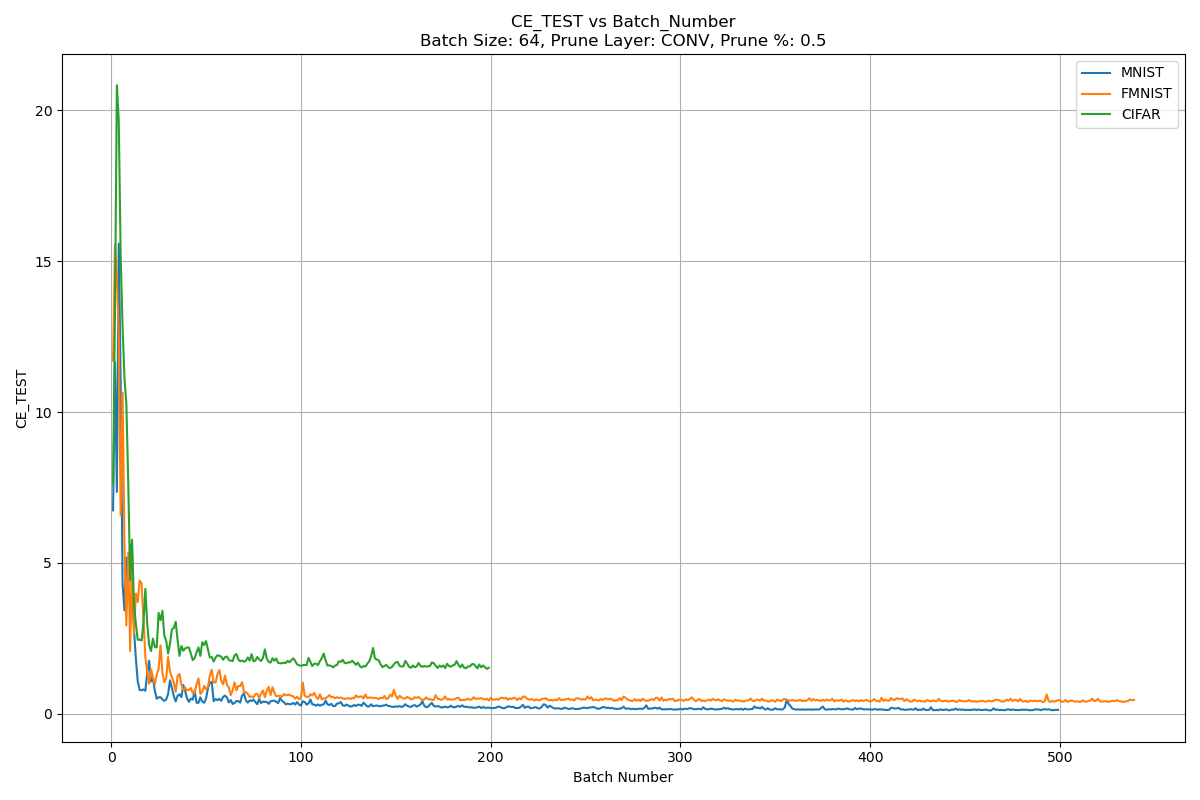 CE_TEST vs Batch_Number
Batch Size: 64, Prune Layer: CONV, Prune %: 0.5
MNIST
FMNIST
CIFAR
CE_TEST
20
15
10
5
0
0 100 200 300 400 500
Batch Number